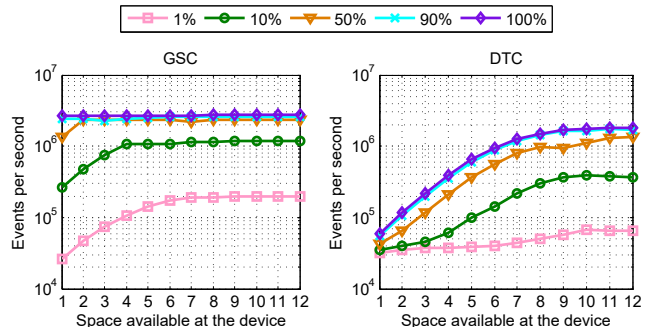 1% 10% 50% 90% 100%
GSC
10^7
10^6
10^5
10^4
Events per second
1 2 3 4 5 6 7 8 9 10 11 12
Space available at the device
DTC
10^7
10^6
10^5
10^4
Events per second
1 2 3 4 5 6 7 8 9 10 11 12
Space available at the device